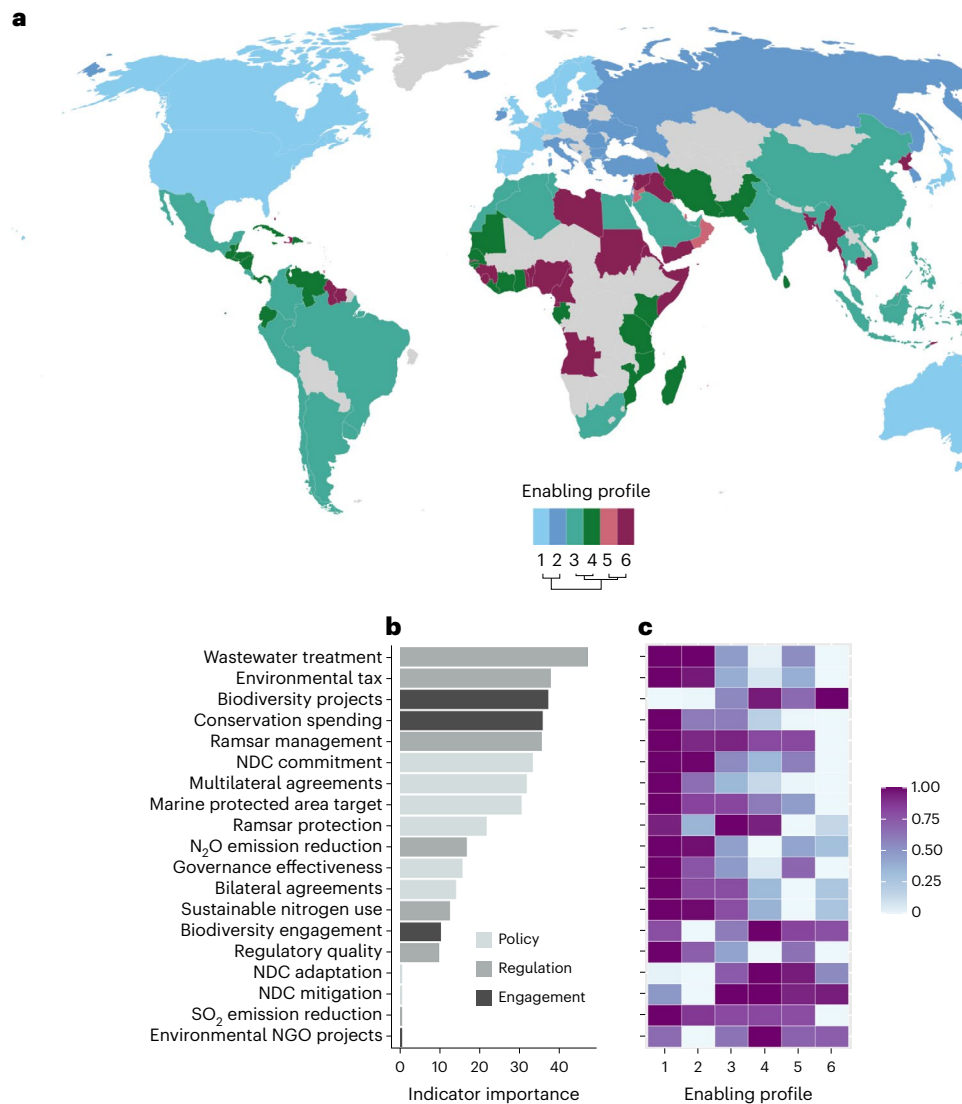 a
Enabling profile
1 2 3 4 5 6
b
c
Wastewater treatment
Environmental tax
Biodiversity projects
Conservation spending
Ramsar management
NDC commitment
Multilateral agreements
Marine protected area target
Ramsar protection
N₂O emission reduction
Governance effectiveness
Bilateral agreements
Sustainable nitrogen use
Biodiversity engagement
Regulatory quality
NDC adaptation
NDC mitigation
SO₂ emission reduction
Environmental NGO projects
Policy
Regulation
Engagement
0 10 20 30 40
Indicator importance
1 2 3 4 5 6
Enabling profile
1.00
0.75
0.50
0.25
0